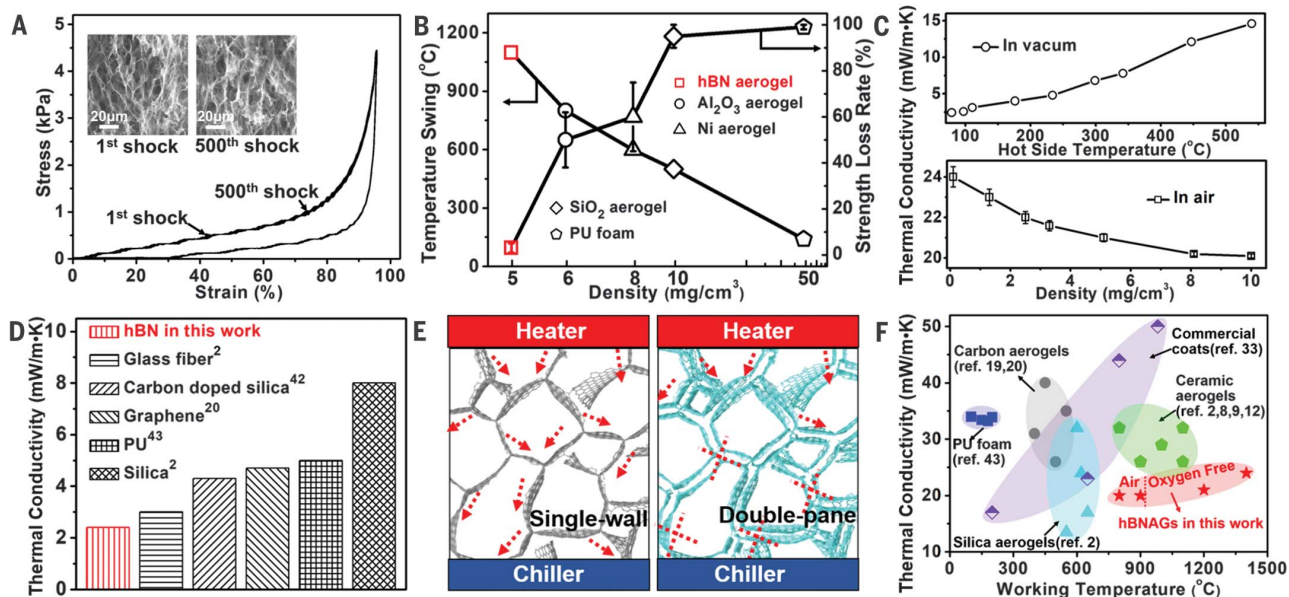 A
Stress (kPa)
5
4
3
2
1
0
20μm
20μm
1st shock
500th shock
500th shock
1st shock
0 20 40 60 80 100
Strain (%)
B
Temperature Swing (°C)
1200
900
600
300
0
hBN aerogel
Al2O3 aerogel
Ni aerogel
SiO2 aerogel
PU foam
100
80
60
40
20
0
Strength Loss Rate (%)
5 6 8 10 50
Density (mg/cm3)
C
Thermal Conductivity (mW/m•K)
15
10
5
In vacum
100 200 300 400 500
Hot Side Temperature (°C)
24
22
20
In air
0 2 4 6 8 10
Density (mg/cm3)
D
Thermal Conductivity (mW/m•K)
10
8
6
4
2
0
hBN in this work
Glass fiber2
Carbon doped silica42
Graphene20
PU43
Silica2
E
Heater
Single-wall
Chiller
Heater
Double-pane
Chiller
F
Thermal Conductivity (mW/m•K)
50
40
30
20
10
Carbon aerogels
(ref. 19,20)
Commercial
coats(ref. 33)
Ceramic
aerogels
(ref. 2,8,9,12)
PU foam
(ref. 43)
Air
Oxygen Free
hBNAGs in this work
Silica aerogels(ref. 2)
0 300 600 900 1200 1500
Working Temperature (°C)